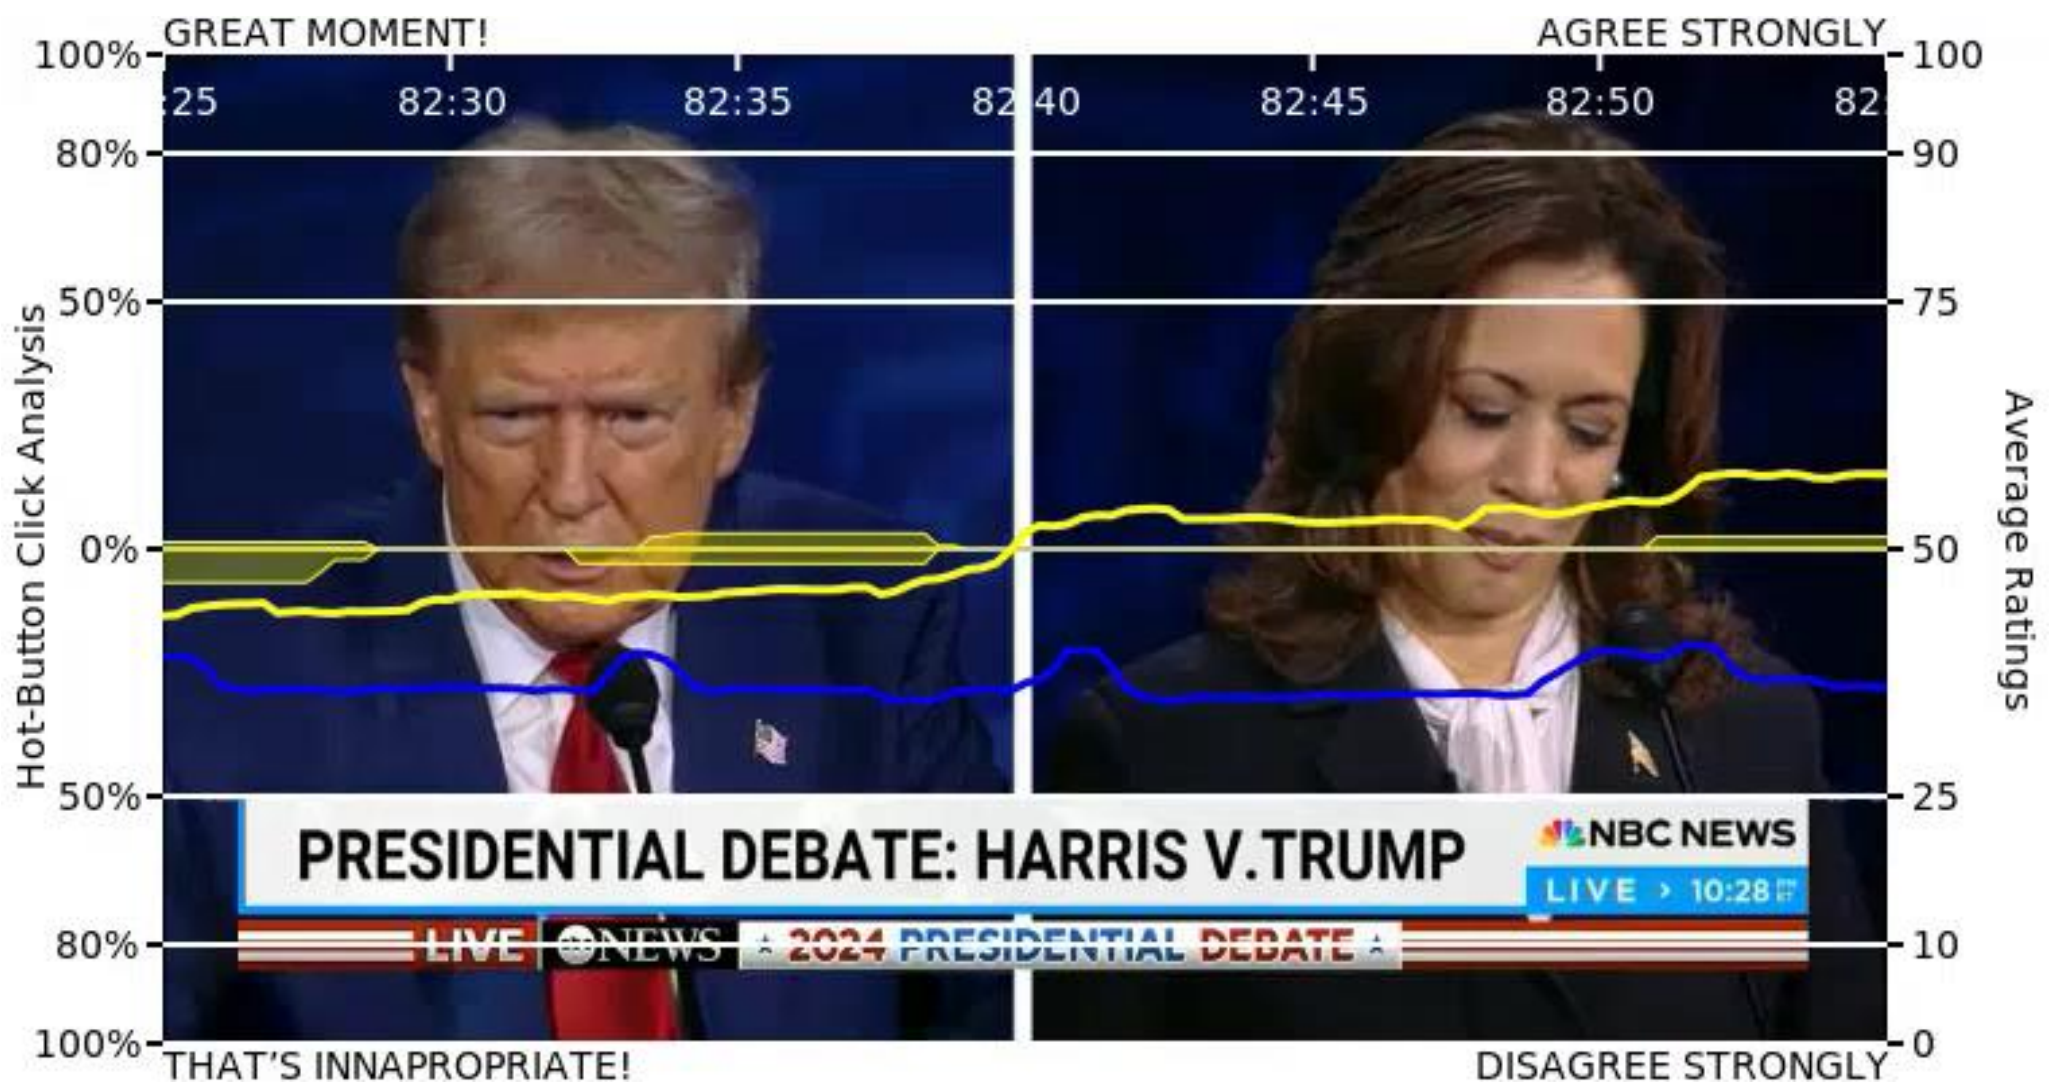 GREAT MOMENT! AGREE STRONGLY
100% 100
:25 82:30 82:35 82:40 82:45 82:50 82:
80% 90
50% 75
Hot-Button Click Analysis
Average Ratings
0% 50
50% 25
PRESIDENTIAL DEBATE: HARRIS V.TRUMP NBC NEWS
LIVE > 10:28
80% LIVE abc NEWS 2024 PRESIDENTIAL DEBATE 10
100% 0
THAT’S INNAPROPRIATE! DISAGREE STRONGLY